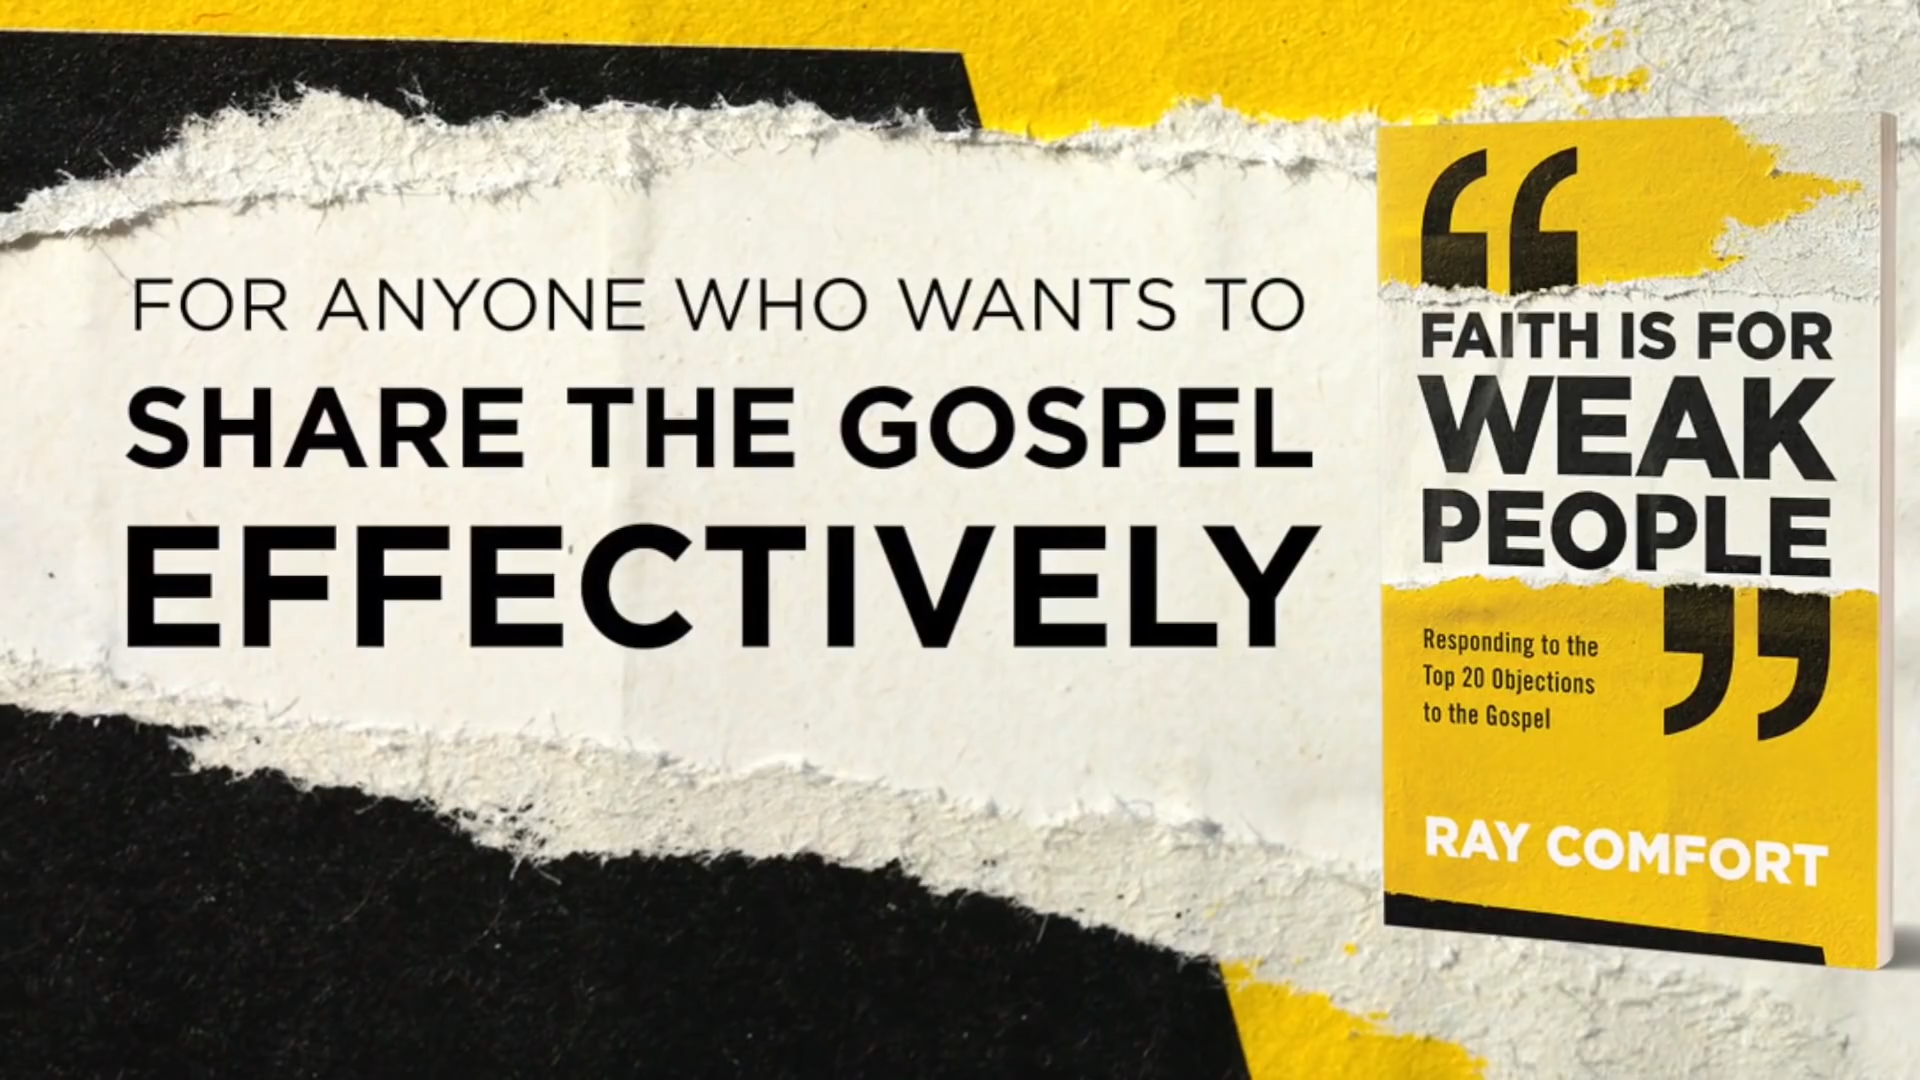 FOR ANYONE WHO WANTS TO
SHARE THE GOSPEL
EFFECTIVELY
“
FAITH IS FOR
WEAK
PEOPLE
”
Responding to the
Top 20 Objections
to the Gospel
RAY COMFORT